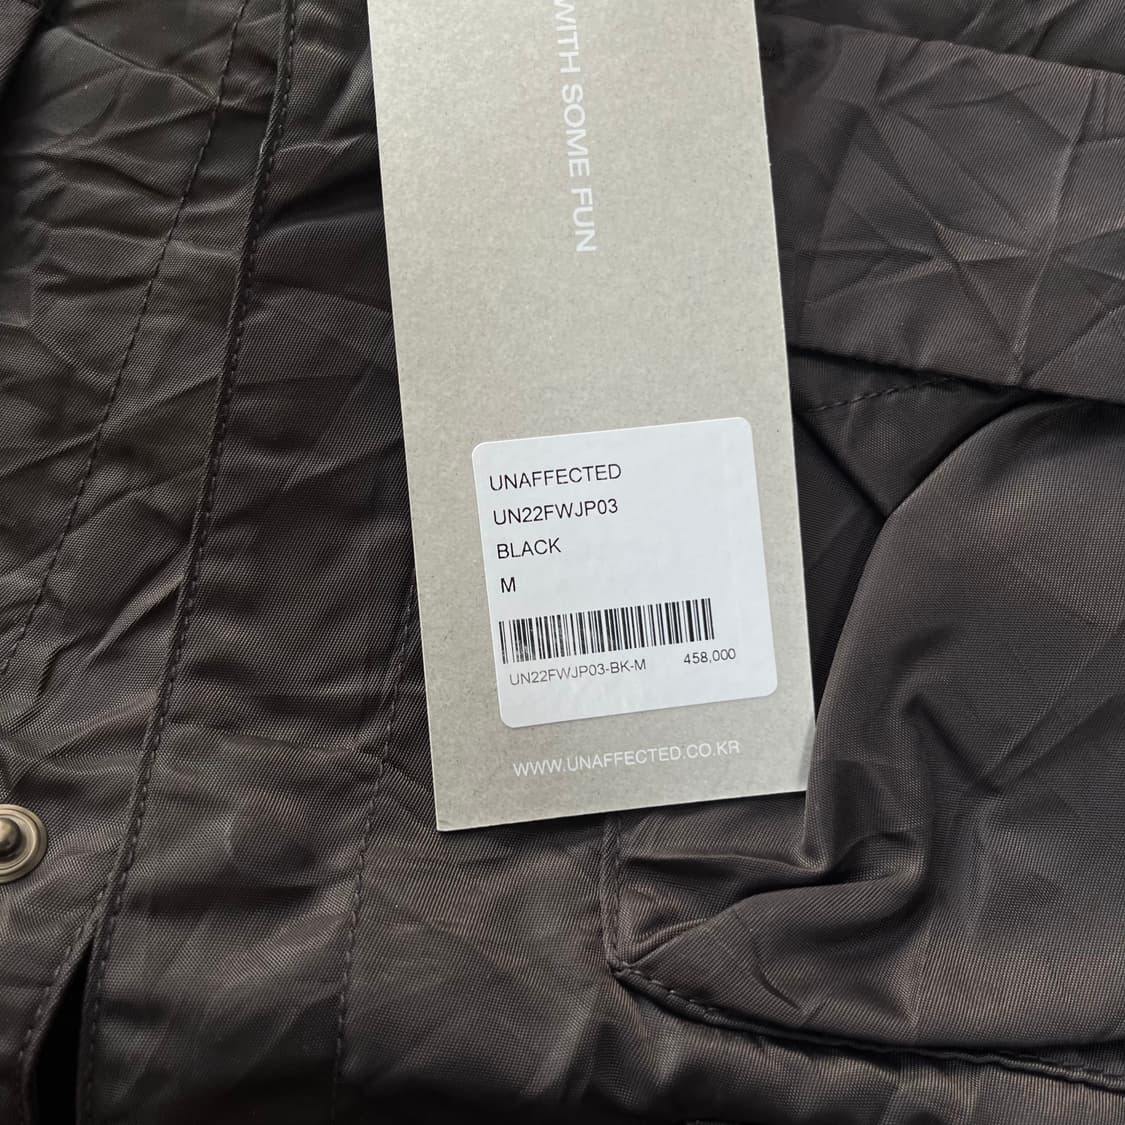 WITH SOME FUN
UNAFFECTED
UN22FWJP03
BLACK
M
UN22FWJP03-BK-M 458,000
WWW.UNAFFECTED.CO.KR